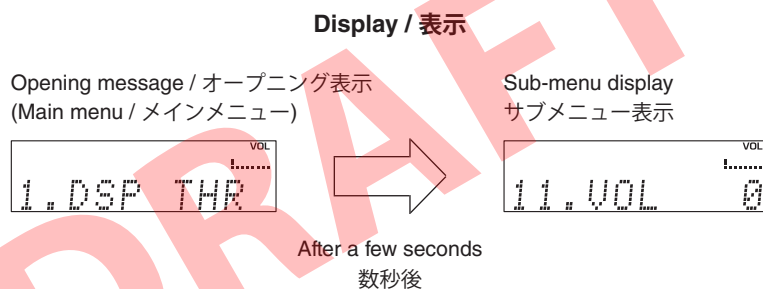 Display / 表示
Opening message / オープニング表示
(Main menu / メインメニュー)
Sub-menu display
サブメニュー表示
VOL
1.DSP THR
VOL
11.VOL 0
After a few seconds
数秒後
DRAFT